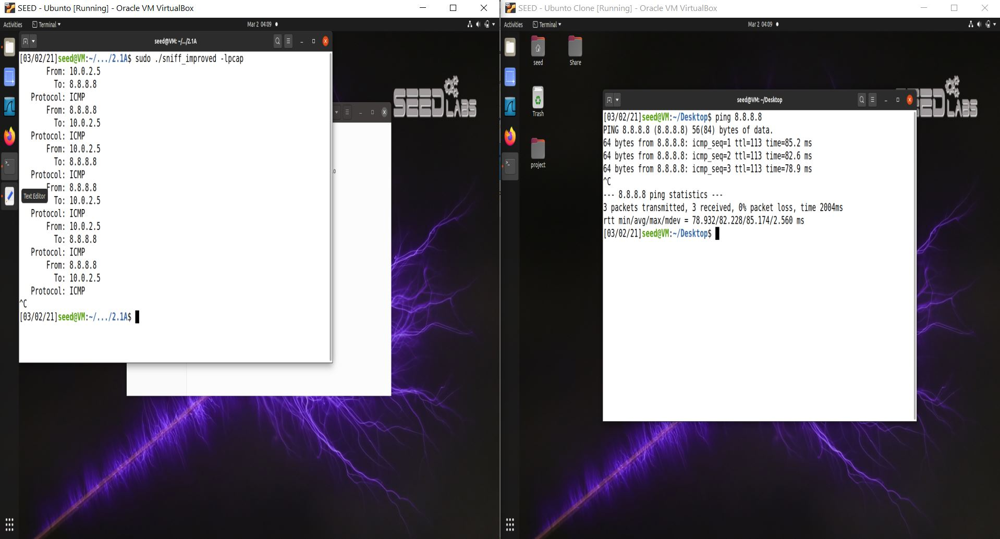 SEED - Ubunto [Running] - Oracle VM VirtualBox
Activities
Terminal
Mar 2 04:09
seed@VM: ~/.../2.1A
[03/02/21]seed@VM:~/.../2.1A$ sudo ./sniff_improved -lpcap
From: 10.0.2.5
To: 8.8.8.8
Protocol: ICMP
From: 8.8.8.8
To: 10.0.2.5
Protocol: ICMP
From: 10.0.2.5
To: 8.8.8.8
Protocol: ICMP
From: 8.8.8.8
To: 10.0.2.5
Protocol: ICMP
From: 10.0.2.5
To: 8.8.8.8
Protocol: ICMP
From: 8.8.8.8
To: 10.0.2.5
Protocol: ICMP
^C
[03/02/21]seed@VM:~/.../2.1A$
Text Editor
SEED LABS
SEED - Ubunto Clone [Running] - Oracle VM VirtualBox
Activities
Terminal
Mar 2 04:09
seed
Share
Trash
project
seed@VM: ~/Desktop
[03/02/21]seed@VM:~/Desktop$ ping 8.8.8.8
PING 8.8.8.8 (8.8.8.8) 56(84) bytes of data.
64 bytes from 8.8.8.8: icmp_seq=1 ttl=113 time=85.2 ms
64 bytes from 8.8.8.8: icmp_seq=2 ttl=113 time=82.6 ms
64 bytes from 8.8.8.8: icmp_seq=3 ttl=113 time=78.9 ms
^C
--- 8.8.8.8 ping statistics ---
3 packets transmitted, 3 received, 0% packet loss, time 2004ms
rtt min/avg/max/mdev = 78.932/82.228/85.174/2.560 ms
[03/02/21]seed@VM:~/Desktop$
EED LABS